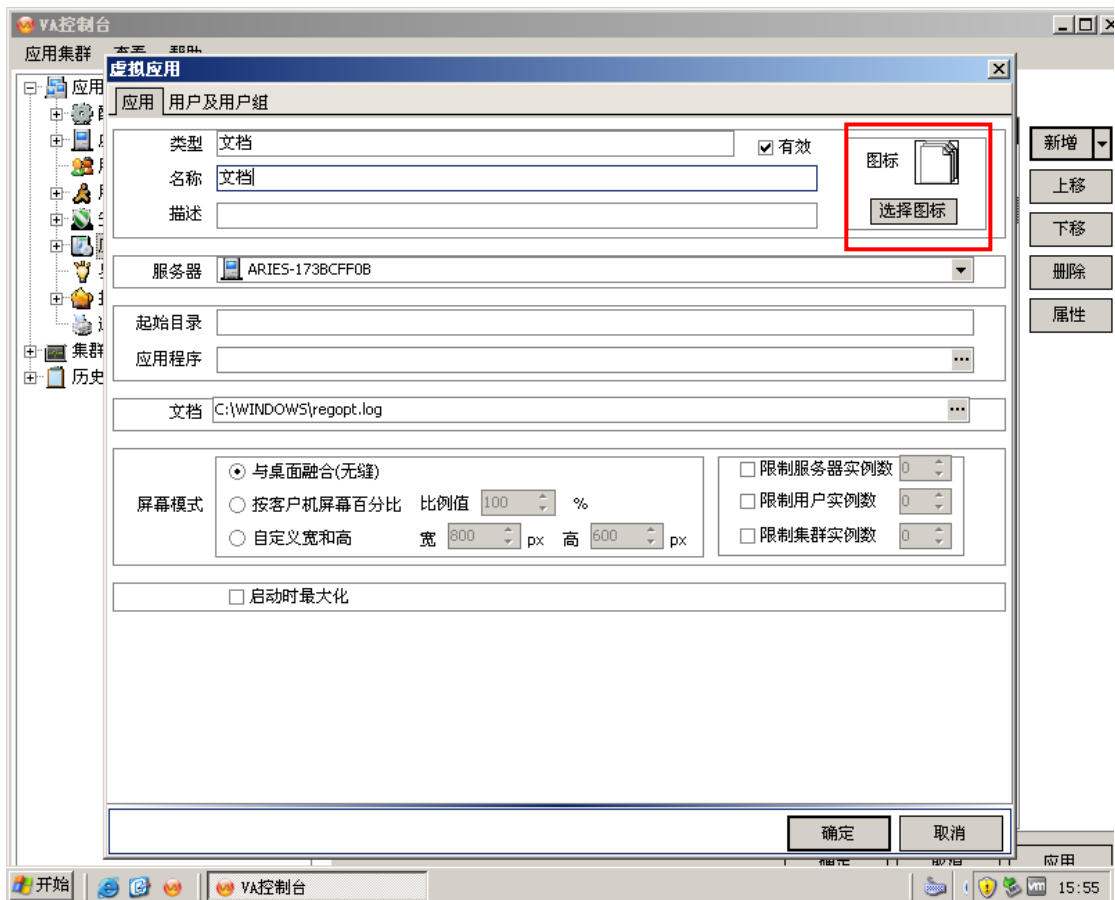 VA控制台
应用集群 查看 帮助
虚拟应用
应用 用户及用户组
应用
集群
历史
类型 文档 有效
名称 文档
描述
图标
选择图标
服务器 ARIES-173BCFF0B
起始目录
应用程序 ...
文档 C:\WINDOWS\regopt.log ...
屏幕模式
与桌面融合(无缝)
按客户机屏幕百分比 比例值 100 %
自定义宽和高 宽 800 px 高 600 px
限制服务器实例数 0
限制用户实例数 0
限制集群实例数 0
启动时最大化
确定 取消
新增
上移
下移
删除
属性
确定 取消 应用
开始 VA控制台 vm 15:55